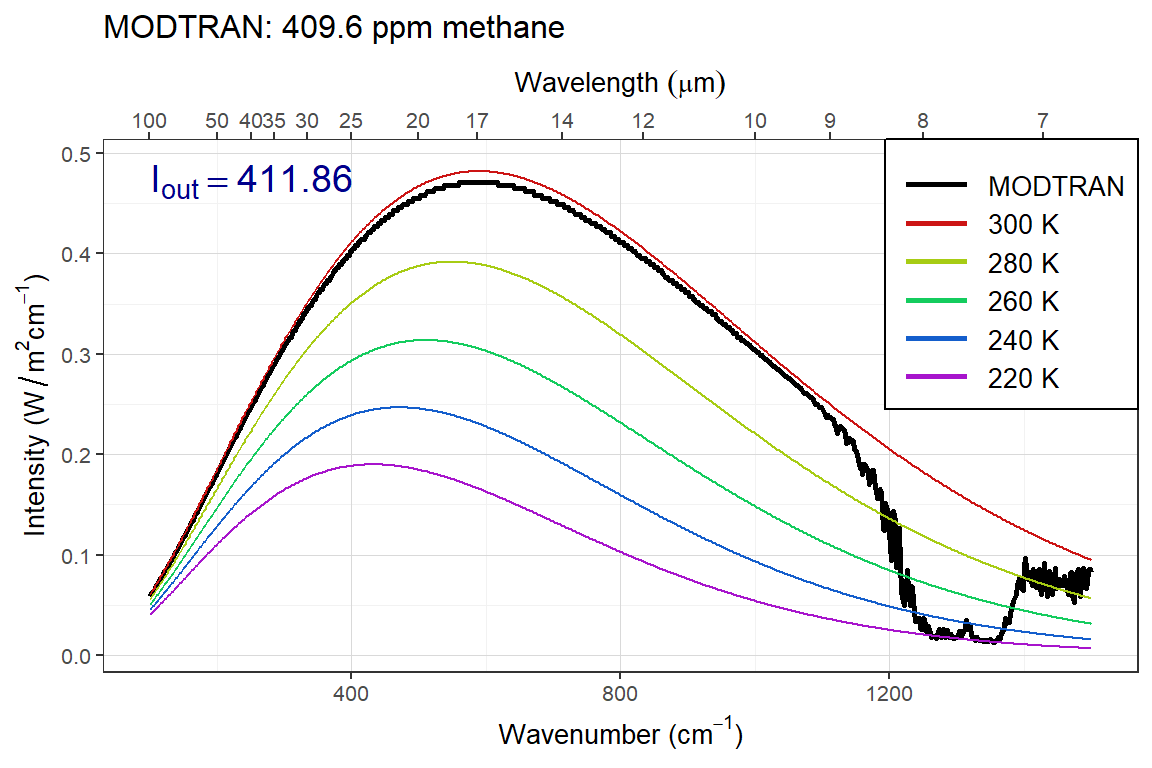 MODTRAN: 409.6 ppm methane
Wavelength (μm)
100 50 40 35 30 25 20 17 14 12 10 9 8 7
I_out = 411.86
MODTRAN
300 K
280 K
260 K
240 K
220 K
Intensity (W / m² cm⁻¹)
0.5
0.4
0.3
0.2
0.1
0.0
400 800 1200
Wavenumber (cm⁻¹)